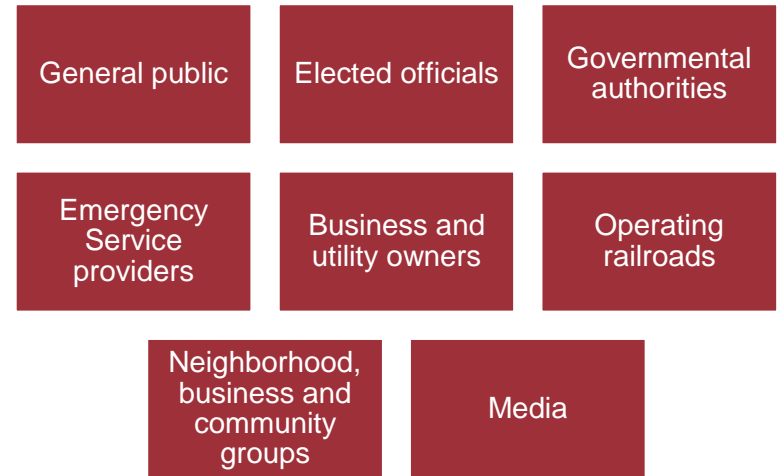 General public
Elected officials
Governmental
authorities
Emergency
Service
providers
Business and
utility owners
Operating
railroads
Neighborhood,
business and
community
groups
Media